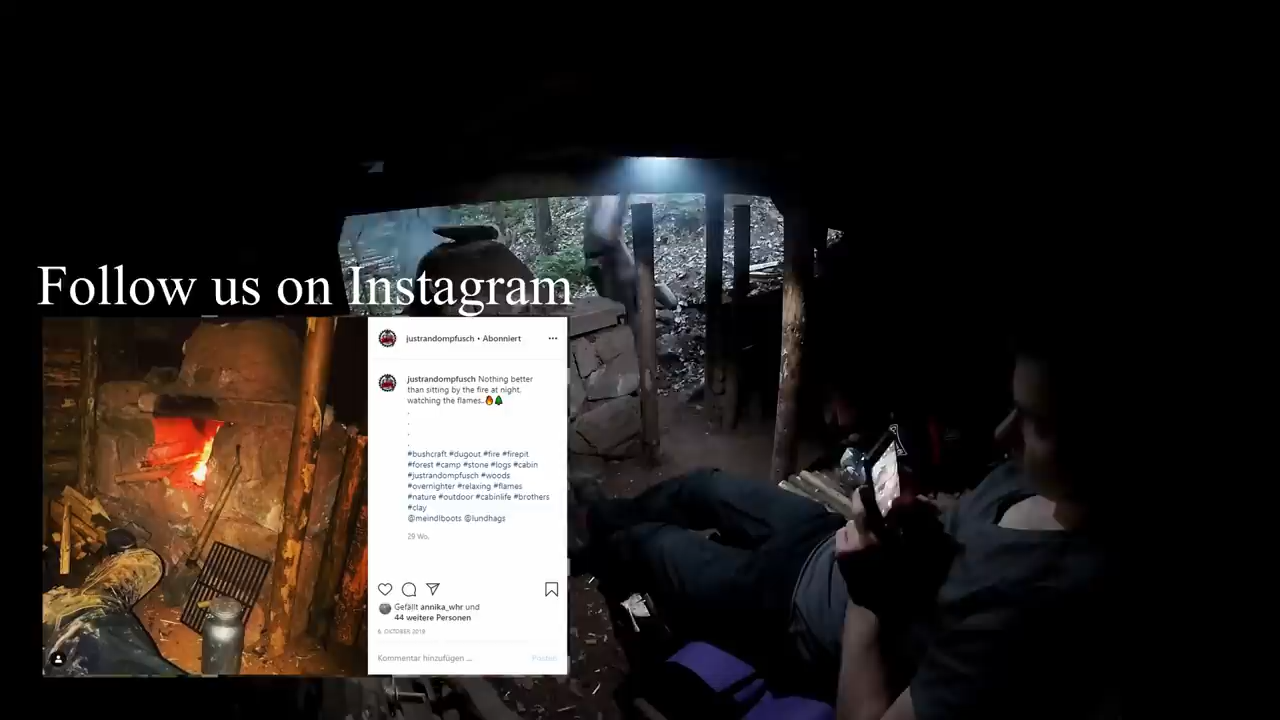 Follow us on Instagram
justrandompfusch • Abonniert
justrandompfusch Nothing better
than sitting by the fire at night,
watching the flames..🔥🌲
.
.
.
.
#bushcraft #dugout #fire #firepit
#forest #camp #stone #logs #cabin
#justrandompfusch #woods
#overnighter #relaxing #flames
#nature #outdoor #cabinlife #brothers
#clay
@meindlboots @lundhags
29 Wo.
Gefällt annika_whr und
44 weitere Personen
6. OKTOBER 2019
Kommentar hinzufügen ...
Posten